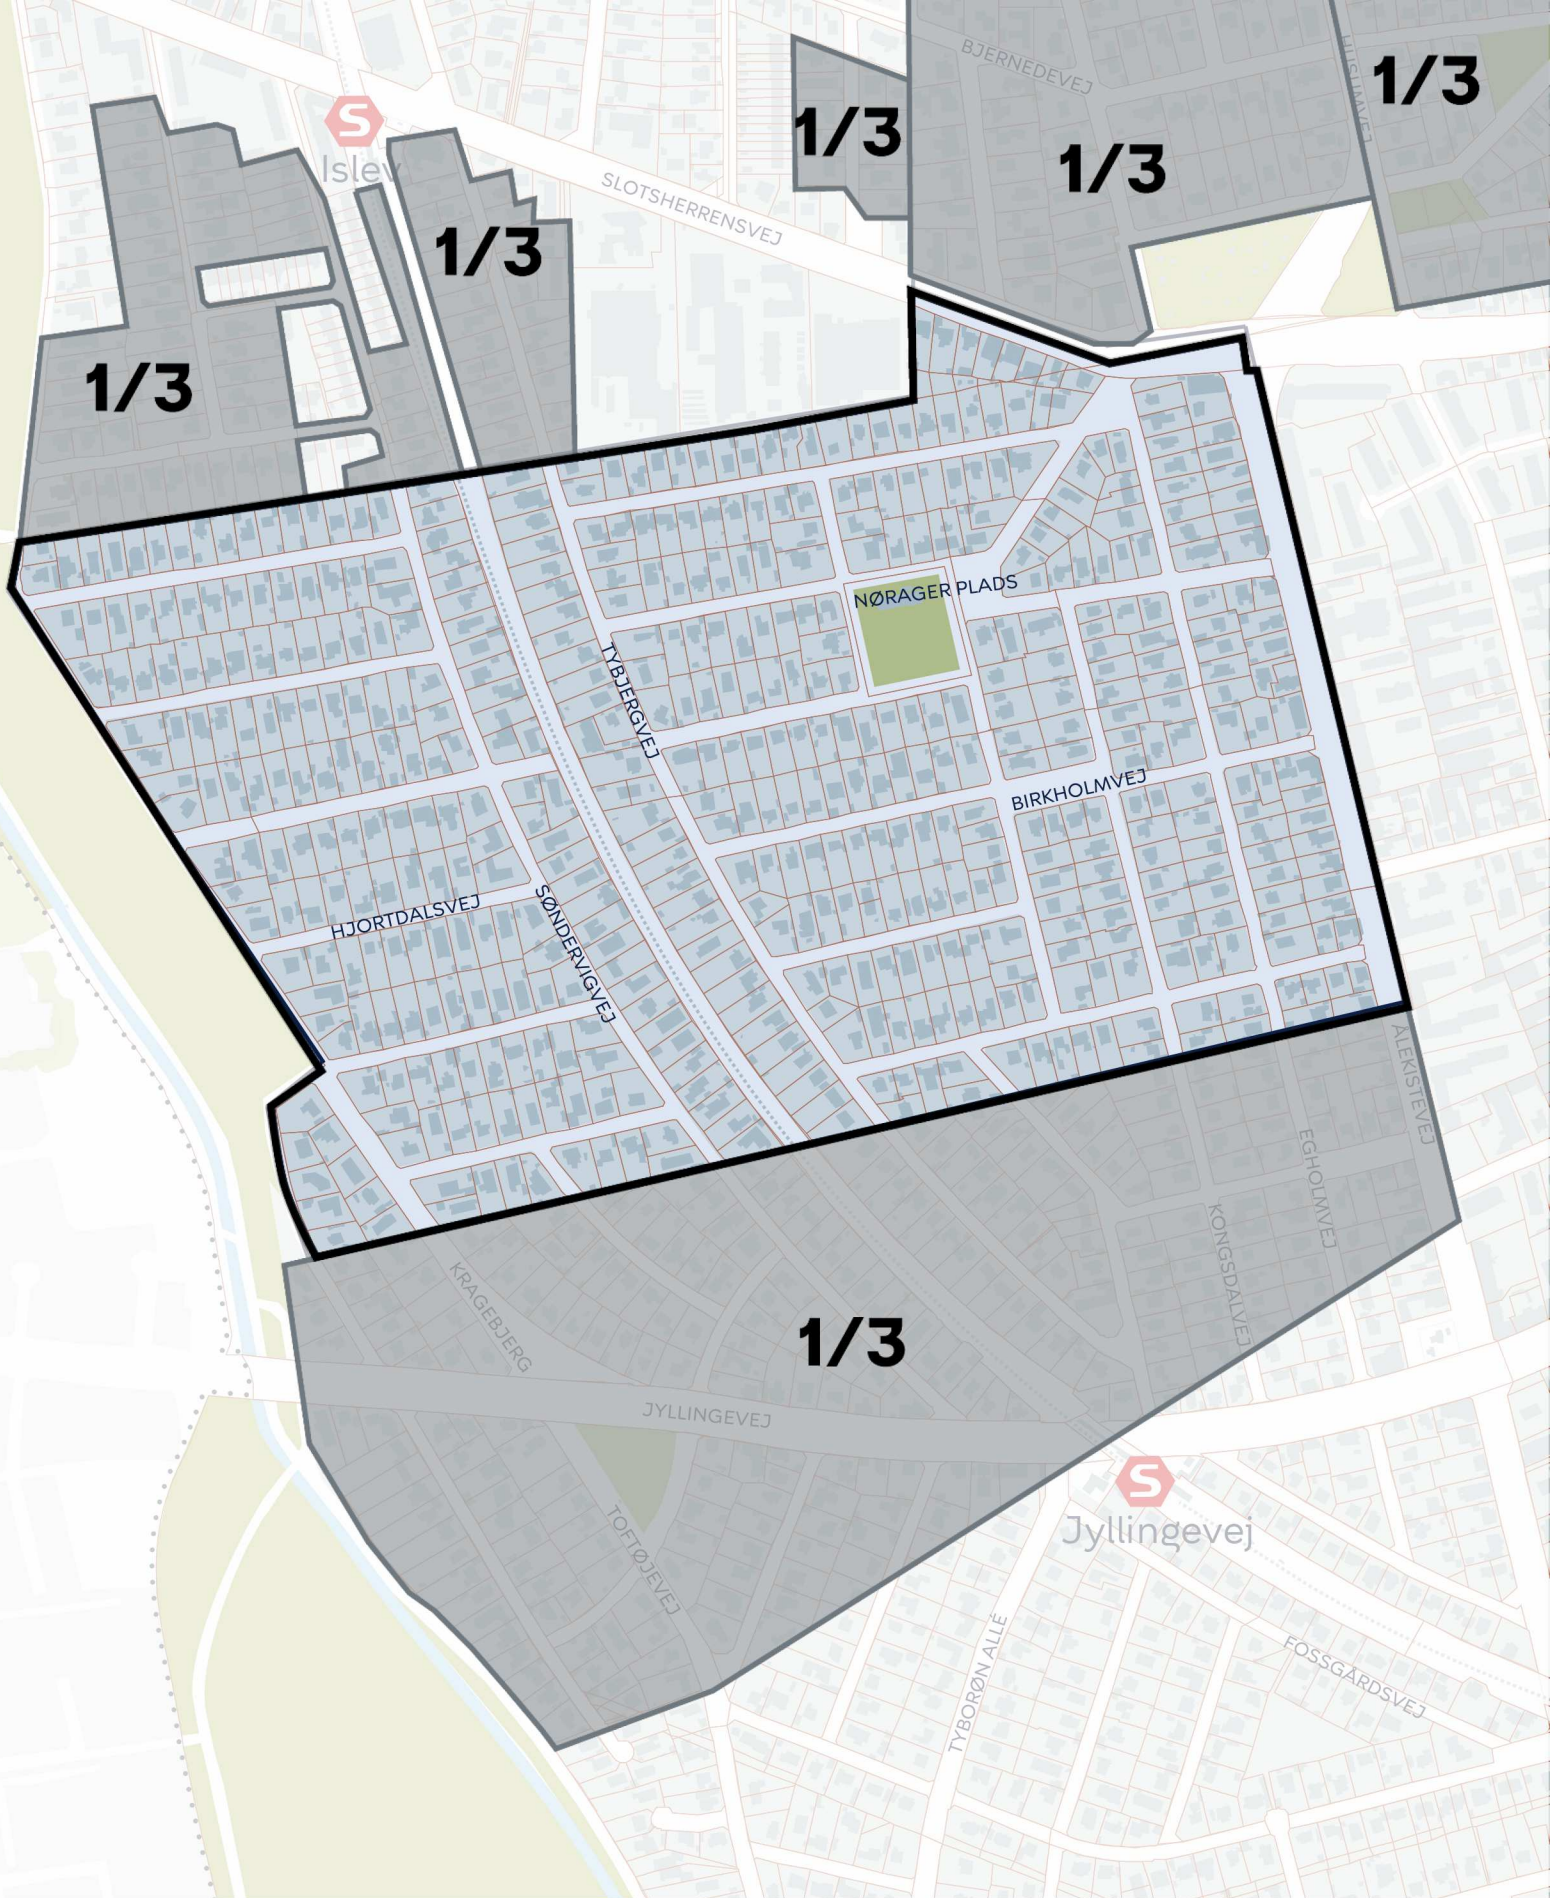 BJERNEDEVEJ
HUSUMVEJ
1/3
1/3
1/3
S
Islev
SLOTSHERRENSVEJ
1/3
1/3
NØRAGER PLADS
TYBJERGVEJ
BIRKHOLMVEJ
HJORTDALSVEJ
SØNDERVIGVEJ
ÅLEKISTEVEJ
EGHOLMVEJ
KONGSDALVEJ
KRAGEBJERG
1/3
JYLLINGEVEJ
S
Jyllingevej
TOFTØJEVEJ
TYBORØN ALLÉ
FOSSGÅRDSVEJ